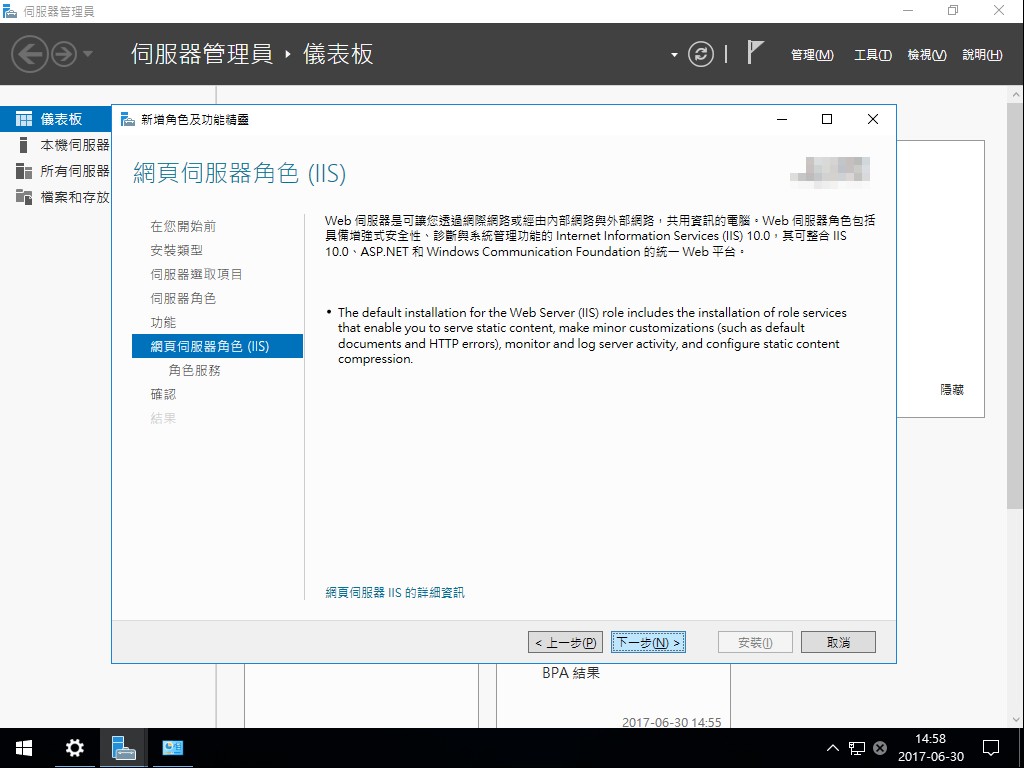 伺服器管理員
伺服器管理員 ‣ 儀表板
管理(M) 工具(T) 檢視(V) 說明(H)
儀表板
本機伺服器
所有伺服器
檔案和存放
新增角色及功能精靈
網頁伺服器角色 (IIS)
在您開始前
安裝類型
伺服器選取項目
伺服器角色
功能
網頁伺服器角色 (IIS)
角色服務
確認
結果
Web 伺服器是可讓您透過網際網路或經由內部網路與外部網路，共用資訊的電腦。Web 伺服器角色包括
具備增強式安全性、診斷與系統管理功能的 Internet Information Services (IIS) 10.0，其可整合 IIS
10.0、ASP.NET 和 Windows Communication Foundation 的統一 Web 平台。
• The default installation for the Web Server (IIS) role includes the installation of role services
that enable you to serve static content, make minor customizations (such as default
documents and HTTP errors), monitor and log server activity, and configure static content
compression.
網頁伺服器 IIS 的詳細資訊
< 上一步(P) 下一步(N) > 安裝(I) 取消
隱藏
BPA 結果
2017-06-30 14:55
14:58
2017-06-30